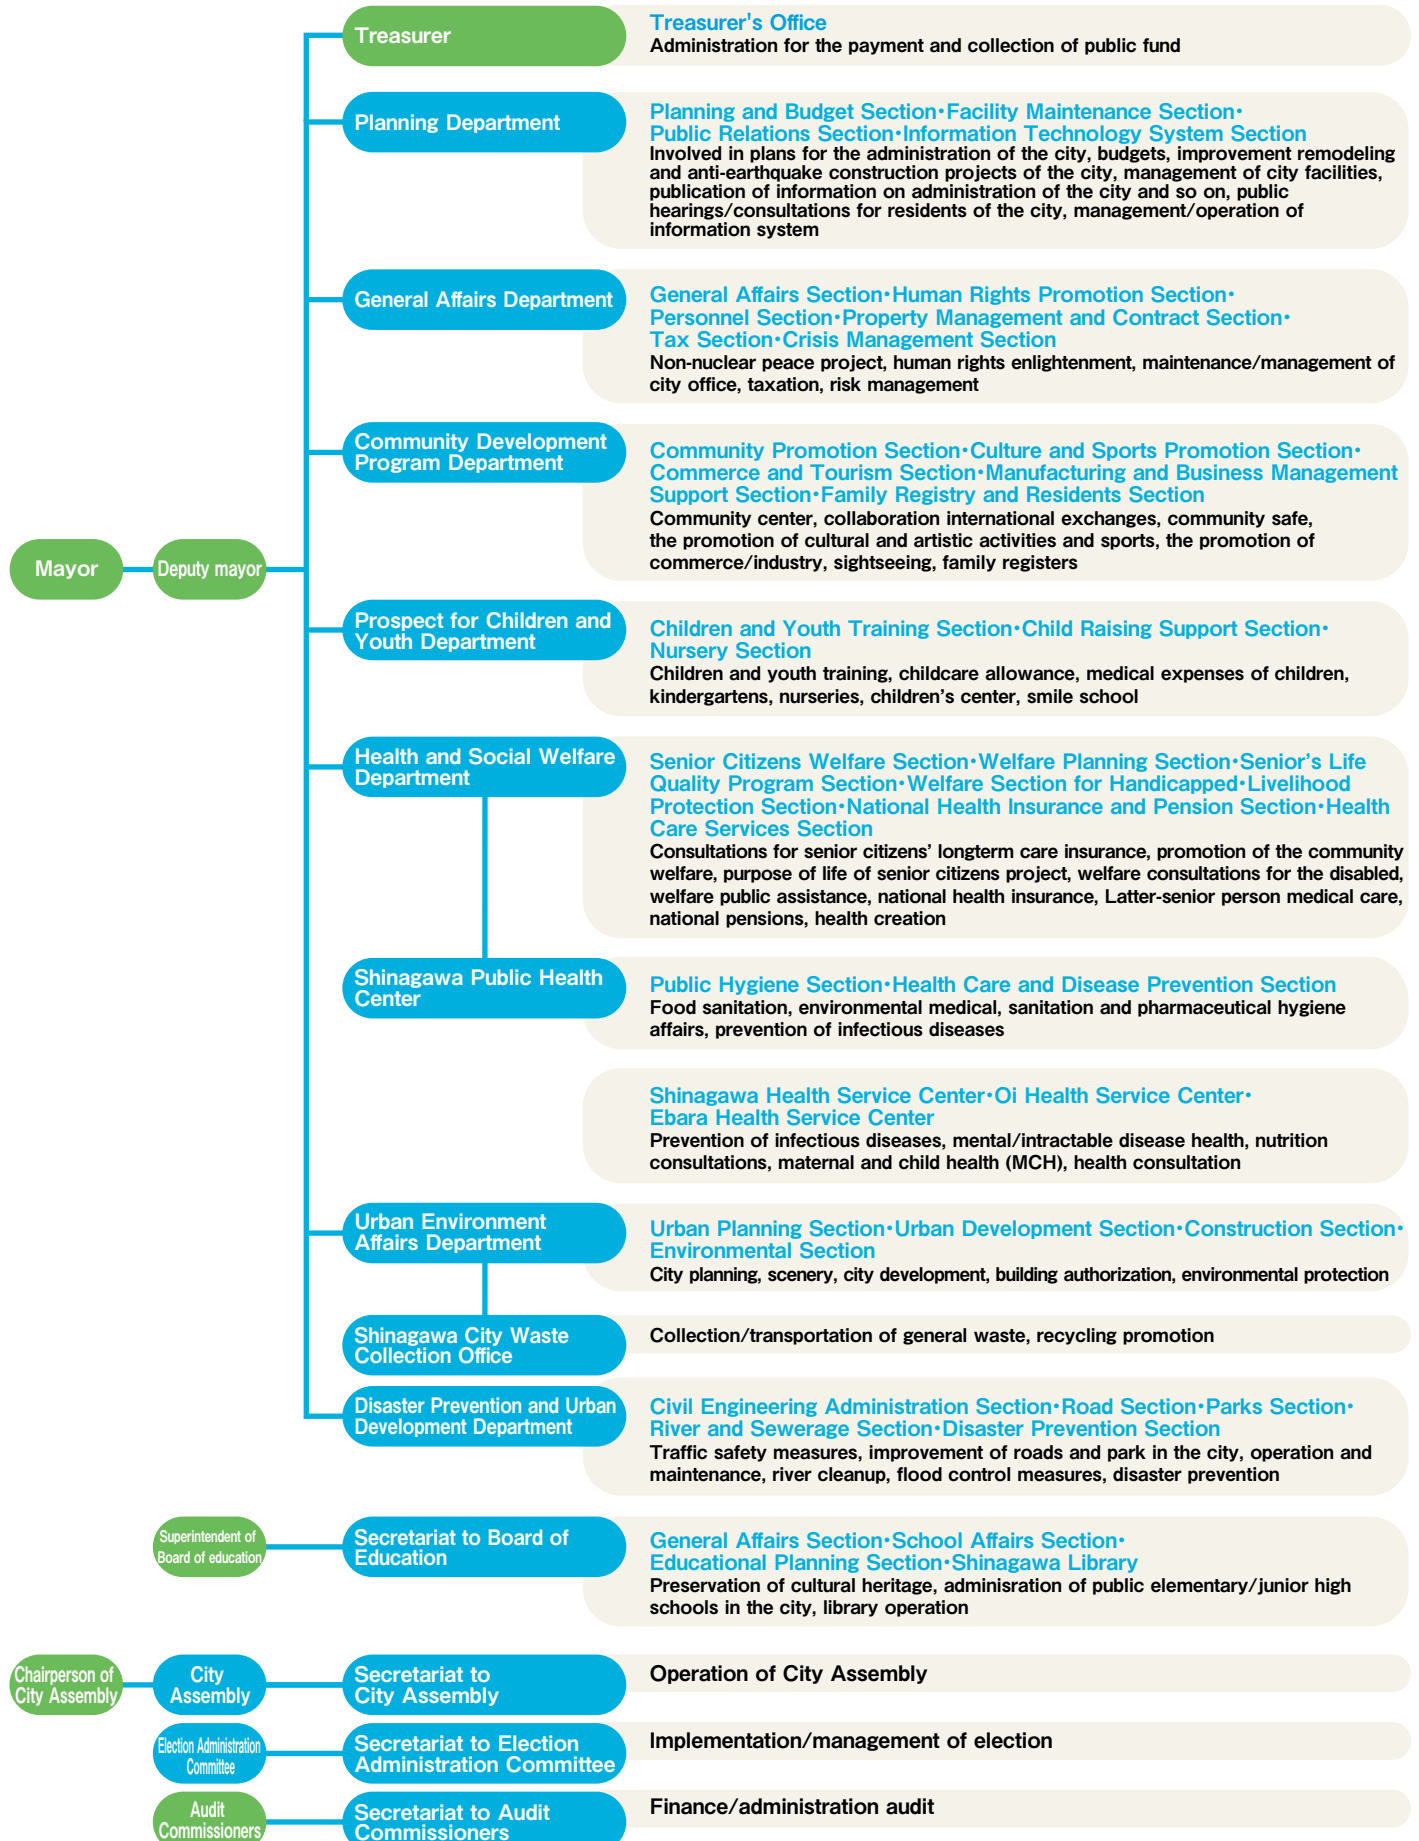 Treasurer
Treasurer's Office
Administration for the payment and collection of public fund
Planning Department
Planning and Budget Section･Facility Maintenance Section･
Public Relations Section･Information Technology System Section
Involved in plans for the administration of the city, budgets, improvement remodeling
and anti-earthquake construction projects of the city, management of city facilities,
publication of information on administration of the city and so on, public
hearings/consultations for residents of the city, management/operation of
information system
General Affairs Department
General Affairs Section･Human Rights Promotion Section･
Personnel Section･Property Management and Contract Section･
Tax Section･Crisis Management Section
Non-nuclear peace project, human rights enlightenment, maintenance/management of
city office, taxation, risk management
Community Development
Program Department
Community Promotion Section･Culture and Sports Promotion Section･
Commerce and Tourism Section･Manufacturing and Business Management
Support Section･Family Registry and Residents Section
Community center, collaboration international exchanges, community safe,
the promotion of cultural and artistic activities and sports, the promotion of
commerce/industry, sightseeing, family registers
Mayor
Deputy mayor
Prospect for Children and
Youth Department
Children and Youth Training Section･Child Raising Support Section･
Nursery Section
Children and youth training, childcare allowance, medical expenses of children,
kindergartens, nurseries, children's center, smile school
Health and Social Welfare
Department
Senior Citizens Welfare Section･Welfare Planning Section･Senior's Life
Quality Program Section･Welfare Section for Handicapped･Livelihood
Protection Section･National Health Insurance and Pension Section･Health
Care Services Section
Consultations for senior citizens' longterm care insurance, promotion of the community
welfare, purpose of life of senior citizens project, welfare consultations for the disabled,
welfare public assistance, national health insurance, Latter-senior person medical care,
national pensions, health creation
Shinagawa Public Health
Center
Public Hygiene Section･Health Care and Disease Prevention Section
Food sanitation, environmental medical, sanitation and pharmaceutical hygiene
affairs, prevention of infectious diseases
Shinagawa Health Service Center･Oi Health Service Center･
Ebara Health Service Center
Prevention of infectious diseases, mental/intractable disease health, nutrition
consultations, maternal and child health (MCH), health consultation
Urban Environment
Affairs Department
Urban Planning Section･Urban Development Section･Construction Section･
Environmental Section
City planning, scenery, city development, building authorization, environmental protection
Shinagawa City Waste
Collection Office
Collection/transportation of general waste, recycling promotion
Disaster Prevention and Urban
Development Department
Civil Engineering Administration Section･Road Section･Parks Section･
River and Sewerage Section･Disaster Prevention Section
Traffic safety measures, improvement of roads and park in the city, operation and
maintenance, river cleanup, flood control measures, disaster prevention
Superintendent of
Board of education
Secretariat to Board of
Education
General Affairs Section･School Affairs Section･
Educational Planning Section･Shinagawa Library
Preservation of cultural heritage, adminisration of public elementary/junior high
schools in the city, library operation
Chairperson of
City Assembly
City
Assembly
Secretariat to
City Assembly
Operation of City Assembly
Election Administration
Committee
Secretariat to Election
Administration Committee
Implementation/management of election
Audit
Commissioners
Secretariat to Audit
Commissioners
Finance/administration audit